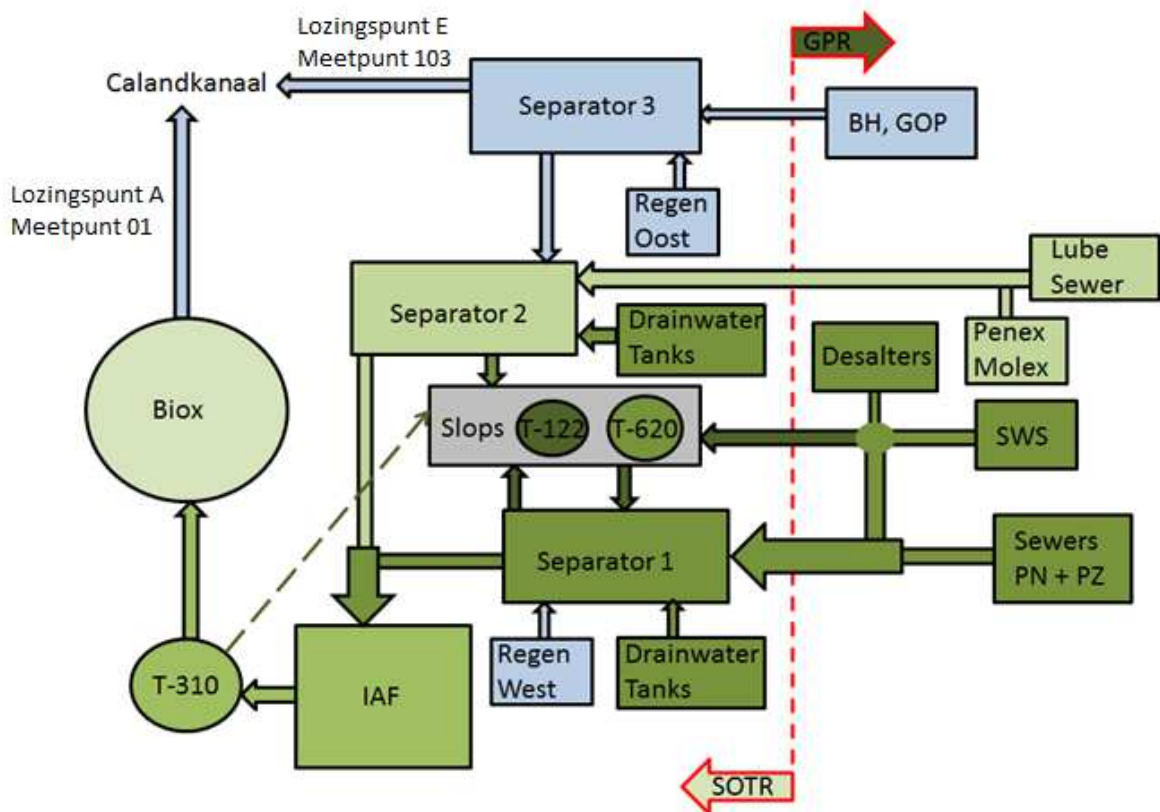 Lozingspunt E
Meetpunt 103
GPR
Calandkanaal
Separator 3
BH, GOP
Lozingspunt A
Meetpunt 01
Regen
Oost
Lube
Sewer
Separator 2
Drainwater
Tanks
Desalters
Penex
Molex
Biox
Slops
T-122
T-620
SWS
Separator 1
Sewers
PN + PZ
T-310
IAF
Regen
West
Drainwater
Tanks
SOTR